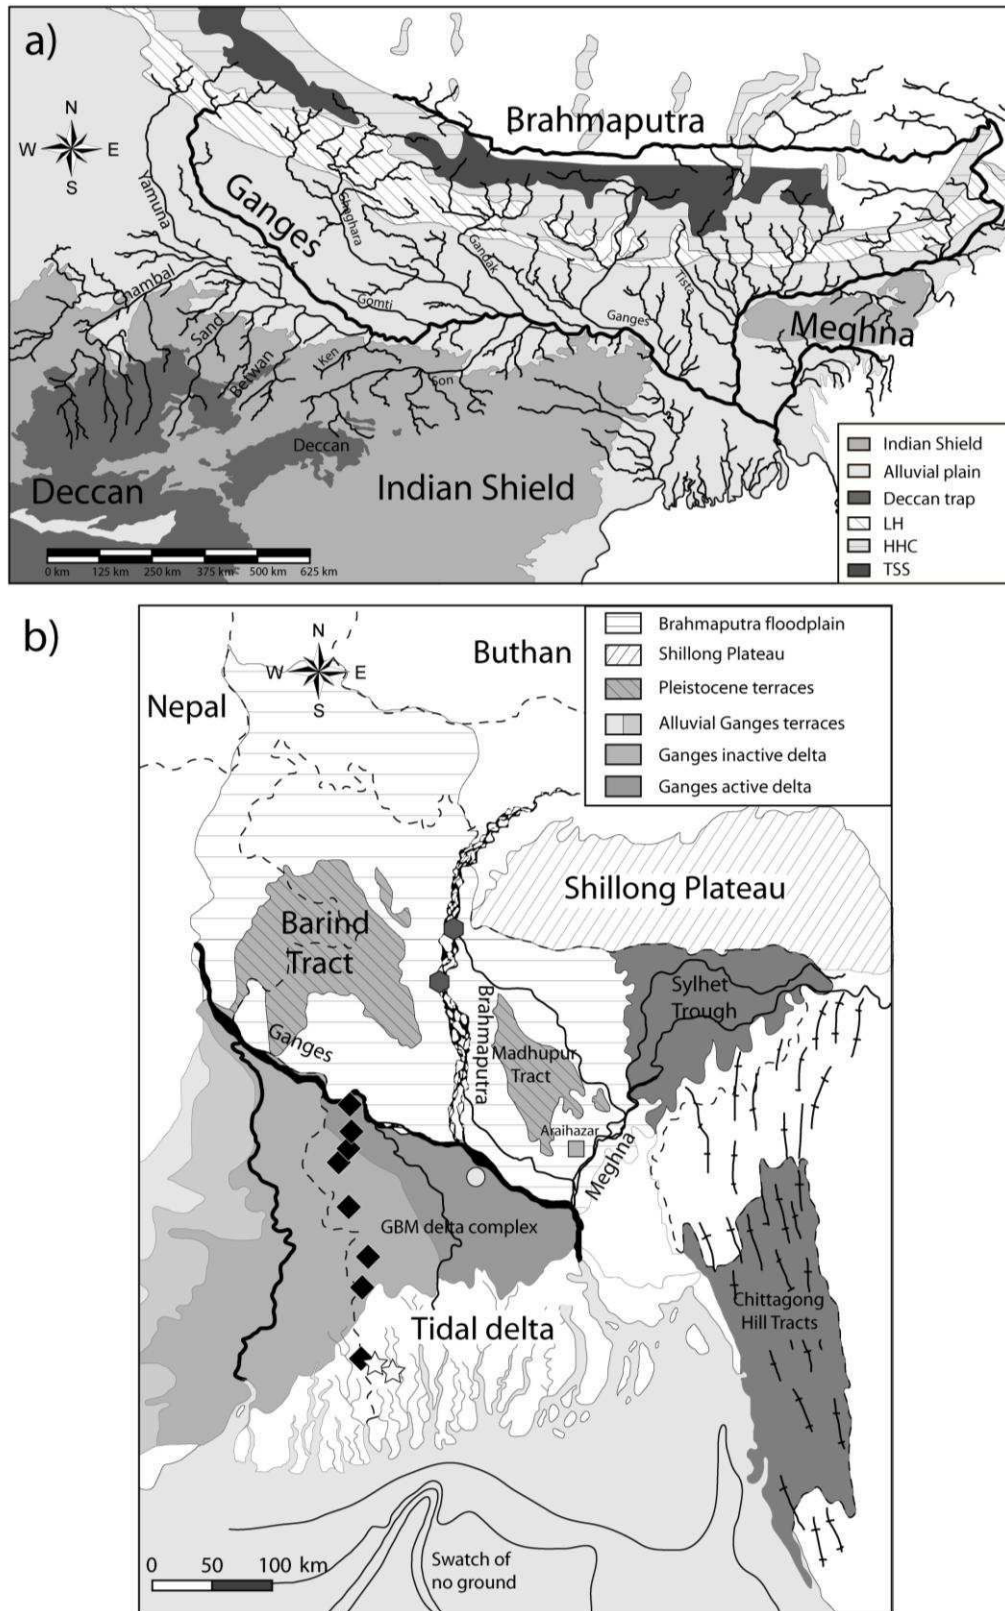 a)
N
W
E
S
Brahmaputra
Yamuna
Ganges
Ghaghara
Gandak
Tista
Chambal
Gomti
Ganges
Meghna
Sand
Betwan
Ken
Son
Deccan
Deccan
Indian Shield
Indian Shield
Alluvial plain
Deccan trap
LH
HHC
TSS
0 km 125 km 250 km 375 km 500 km 625 km
b)
N
W
E
S
Buthan
Nepal
Brahmaputra floodplain
Shillong Plateau
Pleistocene terraces
Alluvial Ganges terraces
Ganges inactive delta
Ganges active delta
Shillong Plateau
Barind
Tract
Sylhet
Trough
Ganges
Brahmaputra
Madhupur
Tract
Araihazar
Meghna
GBM delta complex
Chittagong
Hill Tracts
Tidal delta
0 50 100 km
Swatch of
no ground